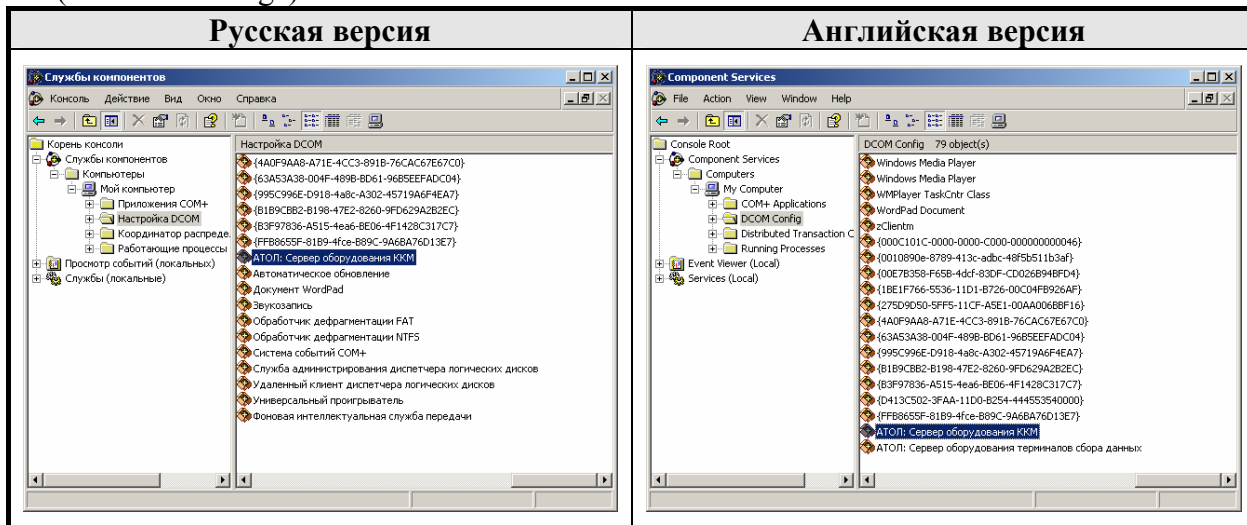 Русская версия
Английская версия
Службы компонентов
Консоль Действие Вид Окно Справка
Корень консоли
Службы компонентов
Компьютеры
Мой компьютер
Приложения COM+
Настройка DCOM
Координатор распреде
Работающие процессы
Просмотр событий (локальных)
Службы (локальные)
Настройка DCOM
{4A0F9AA8-A71E-4CC3-891B-76CAC67E67C0}
{63A53A38-004F-489B-BD61-96B5EEFADC04}
{995C996E-D918-4a8c-A302-45719A6F4EA7}
{B1B9CBB2-B198-47E2-8260-9FD629A2B2EC}
{B3F97836-A515-4ea6-BE06-4F1428C317C7}
{FFB8655F-81B9-4fce-B89C-9A6BA76D13E7}
АТОЛ: Сервер оборудования ККМ
Автоматическое обновление
Документ WordPad
Звукозапись
Обработчик дефрагментации FAT
Обработчик дефрагментации NTFS
Система событий COM+
Служба администрирования диспетчера логических дисков
Удаленный клиент диспетчера логических дисков
Универсальный проигрыватель
Фоновая интеллектуальная служба передачи
Component Services
File Action View Window Help
Console Root
Component Services
Computers
My Computer
COM+ Applications
DCOM Config
Distributed Transaction C
Running Processes
Event Viewer (Local)
Services (Local)
DCOM Config 79 object(s)
Windows Media Player
Windows Media Player
WMPlayer TaskCntr Class
WordPad Document
zClientm
{000C101C-0000-0000-C000-000000000046}
{0010890e-8789-413c-adbc-48f5b511b3af}
{00E7B358-F65B-4dcf-83DF-CD026B94BFD4}
{1BE1F766-5536-11D1-B726-00C04FB926AF}
{275D9D50-5FF5-11CF-A5E1-00AA006BBF16}
{4A0F9AA8-A71E-4CC3-891B-76CAC67E67C0}
{63A53A38-004F-489B-BD61-96B5EEFADC04}
{995C996E-D918-4a8c-A302-45719A6F4EA7}
{B1B9CBB2-B198-47E2-8260-9FD629A2B2EC}
{B3F97836-A515-4ea6-BE06-4F1428C317C7}
{D413C502-3FAA-11D0-B254-444553540000}
{FFB8655F-81B9-4fce-B89C-9A6BA76D13E7}
АТОЛ: Сервер оборудования ККМ
АТОЛ: Сервер оборудования терминалов сбора данных